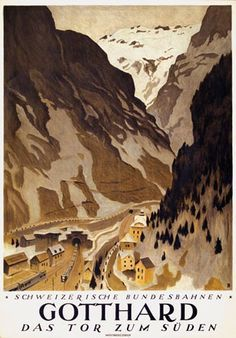 * SCHWEIZERISCHE BUNDESBAHNEN *
GOTTHARD
DAS TOR ZUM SÜDEN